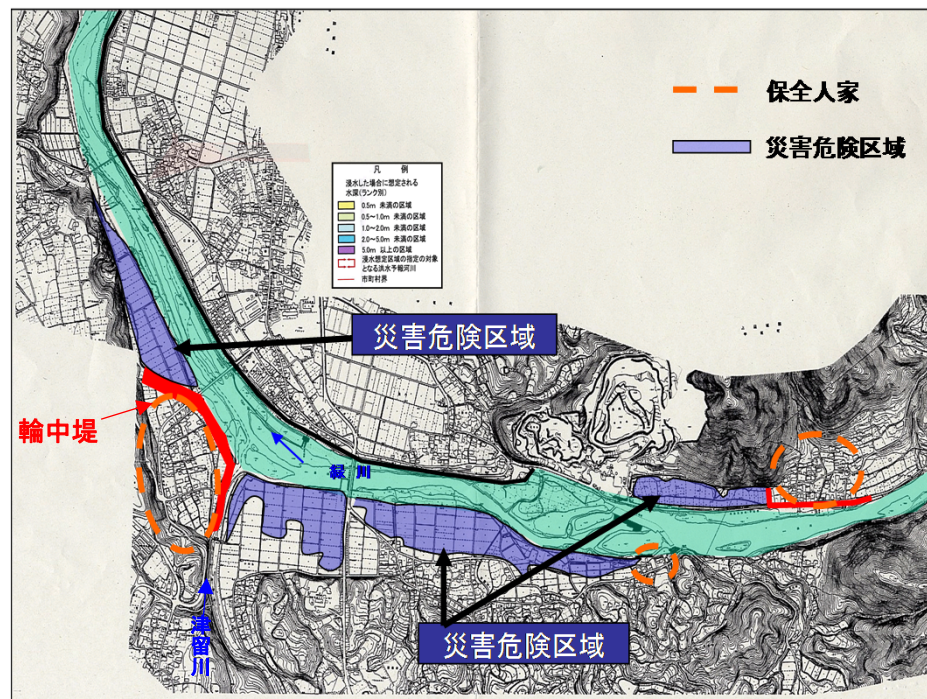 保全人家
災害危険区域
凡 例
浸水した場合に想定される
水深(ランク別)
0.5m 未満の区域
0.5~1.0m 未満の区域
1.0~2.0m 未満の区域
2.0~5.0m 未満の区域
5.0m 以上の区域
浸水想定区域の指定の対象
となる洪水予報河川
市町村界
災害危険区域
輪中堤
緑 川
津留川
災害危険区域